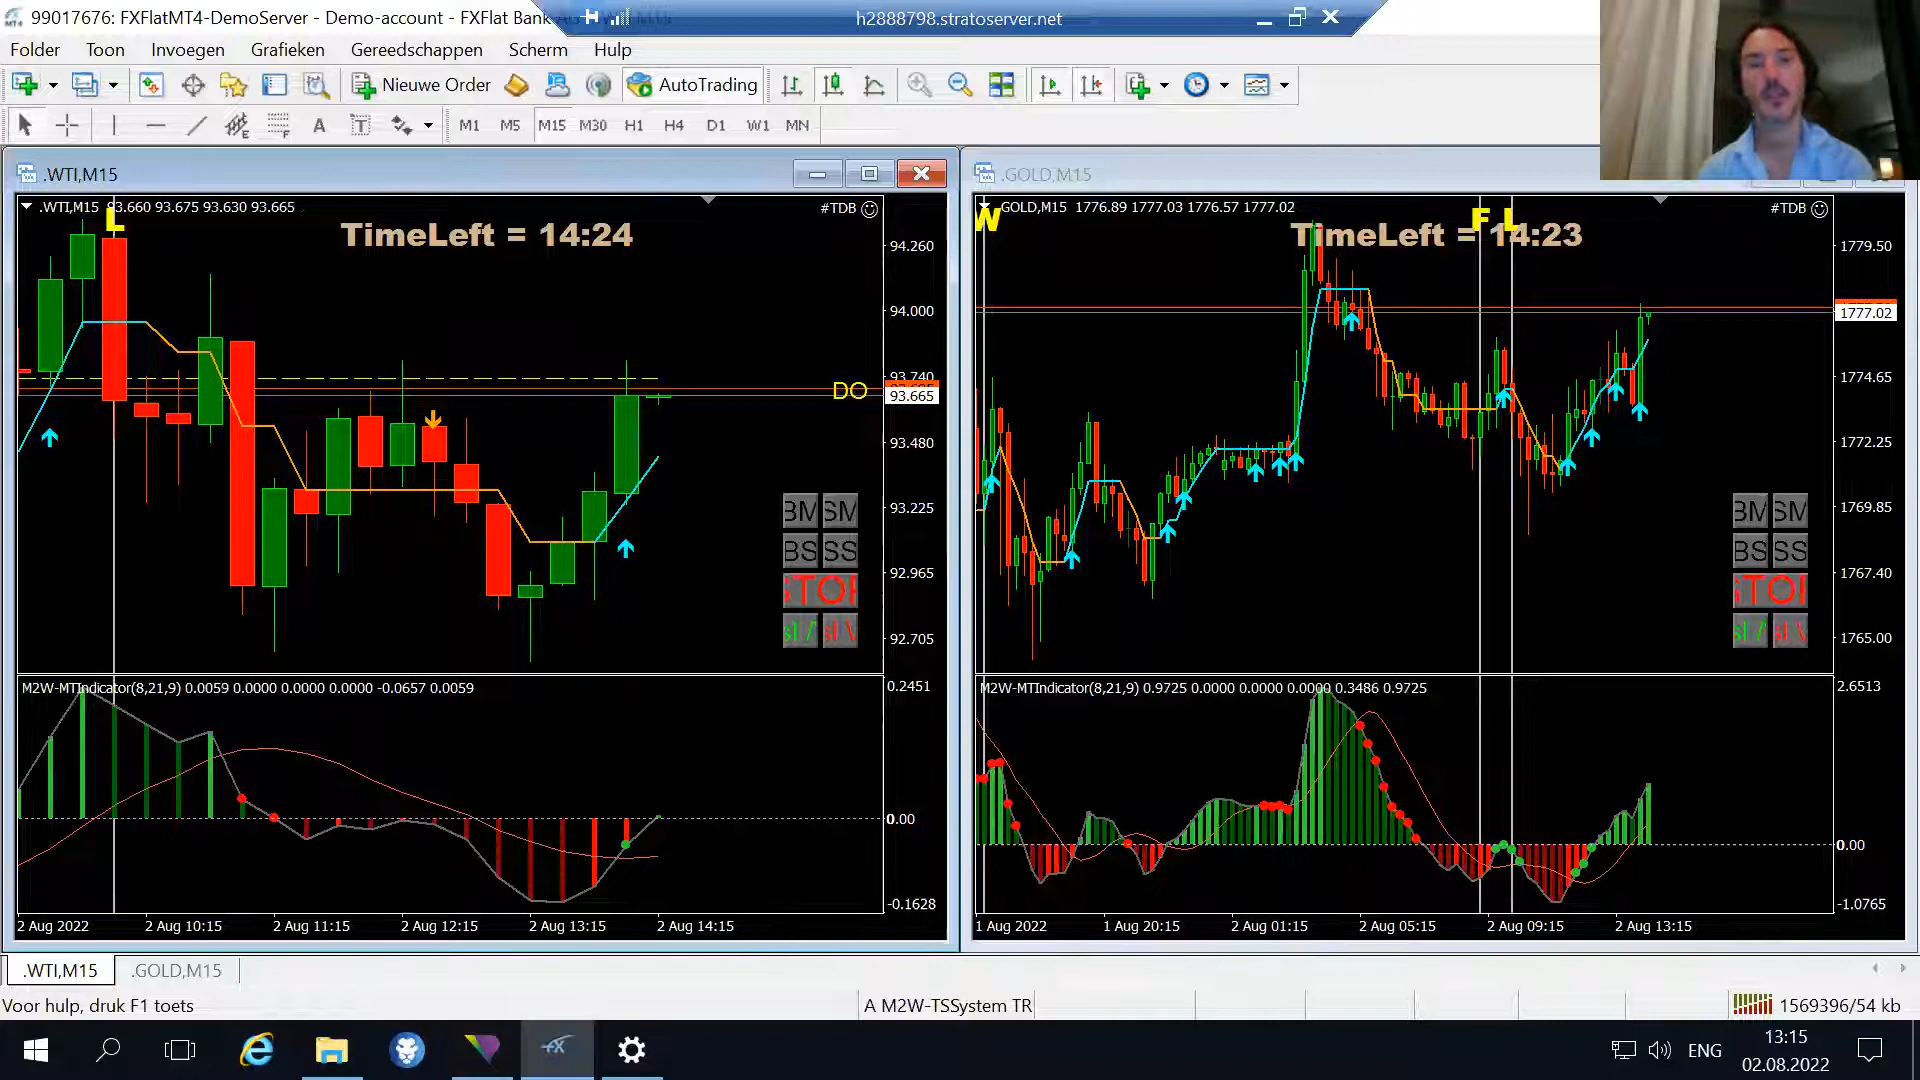 99017676: FXFlatMT4-DemoServer - Demo-account - FXFlat Bank
h2888798.stratoserver.net
Folder Toon Invoegen Grafieken Gereedschappen Scherm Hulp
Nieuwe Order AutoTrading
A T M1 M5 M15 M30 H1 H4 D1 W1 MN
.WTI,M15
.WTI,M15 93.660 93.675 93.630 93.665
#TDB
L
TimeLeft = 14:24
94.260
94.000
93.740
DO
93.665
93.480
93.225
92.965
92.705
BM SM
BS SS
STOP
sl / sl \
M2W-MTIndicator(8,21,9) 0.0059 0.0000 0.0000 0.0000 -0.0657 0.0059
0.2451
0.00
-0.1628
2 Aug 2022 2 Aug 10:15 2 Aug 11:15 2 Aug 12:15 2 Aug 13:15 2 Aug 14:15
.GOLD,M15
GOLD,M15 1776.89 1777.03 1776.57 1777.02
#TDB
W F L
TimeLeft = 14:23
1779.50
1777.02
1774.65
1772.25
1769.85
1767.40
1765.00
BM SM
BS SS
STOP
sl / sl \
M2W-MTIndicator(8,21,9) 0.9725 0.0000 0.0000 0.0000 0.3486 0.9725
2.6513
0.00
-1.0765
1 Aug 2022 1 Aug 20:15 2 Aug 01:15 2 Aug 05:15 2 Aug 09:15 2 Aug 13:15
.WTI,M15 .GOLD,M15
Voor hulp, druk F1 toets
A M2W-TSSystem TR
1569396/54 kb
ENG
13:15
02.08.2022